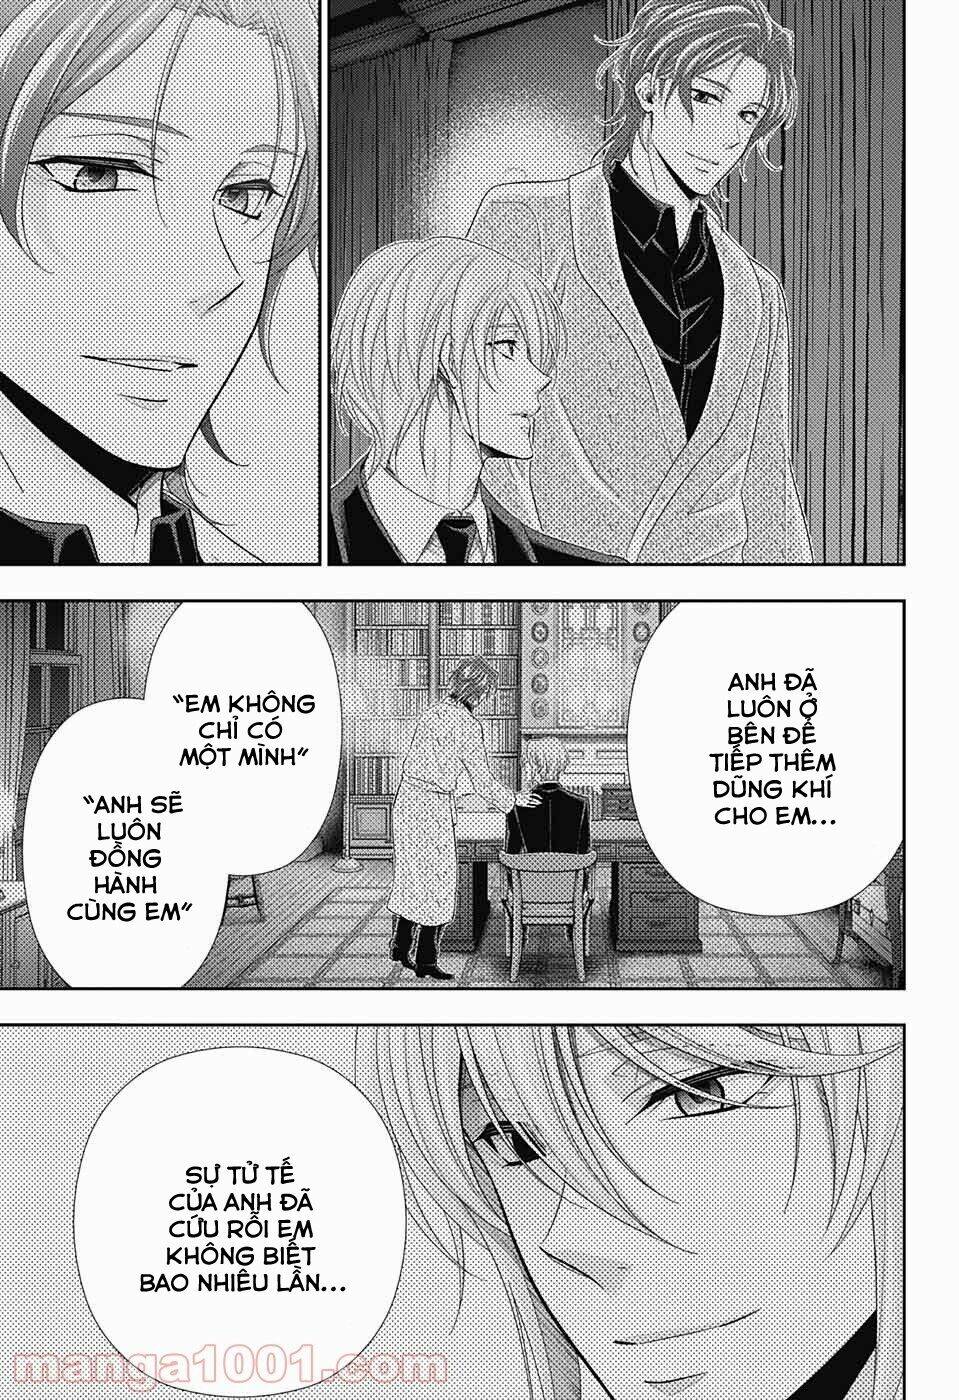 ANH ĐÃ
LUÔN Ở
BÊN ĐỂ
TIẾP THÊM
DŨNG KHÍ
CHO EM...
"EM KHÔNG
CHỈ CÓ
MỘT MÌNH"
"ANH SẼ
LUÔN
ĐỒNG
HÀNH
CÙNG EM"
SỰ TỬ TẾ
CỦA ANH ĐÃ
CỨU RỖI EM
KHÔNG BIẾT
BAO NHIÊU LẦN...
manga1001.com